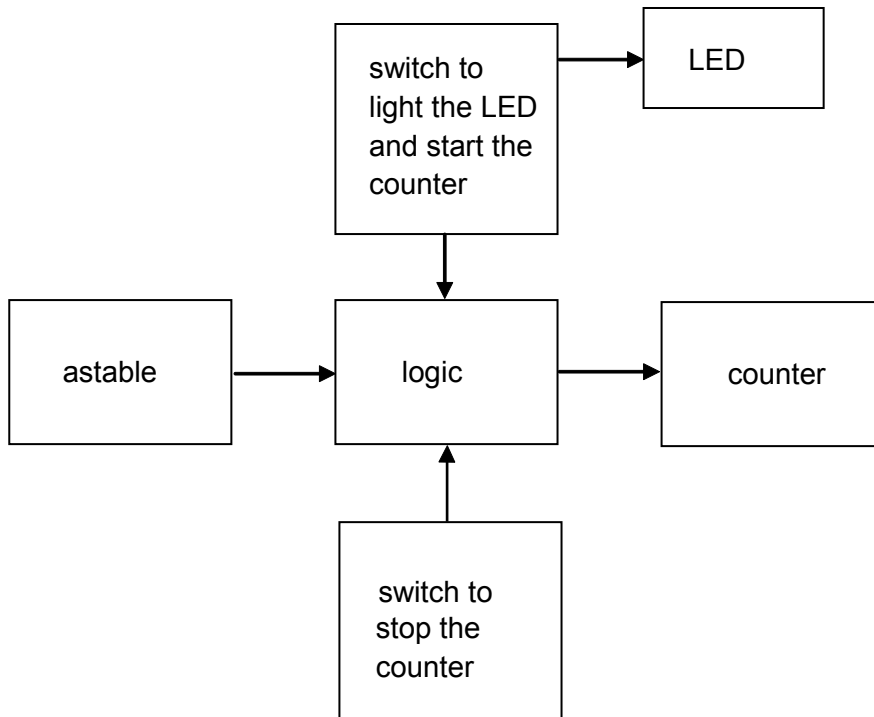 switch to
light the LED
and start the
counter
LED
astable
logic
counter
switch to
stop the
counter